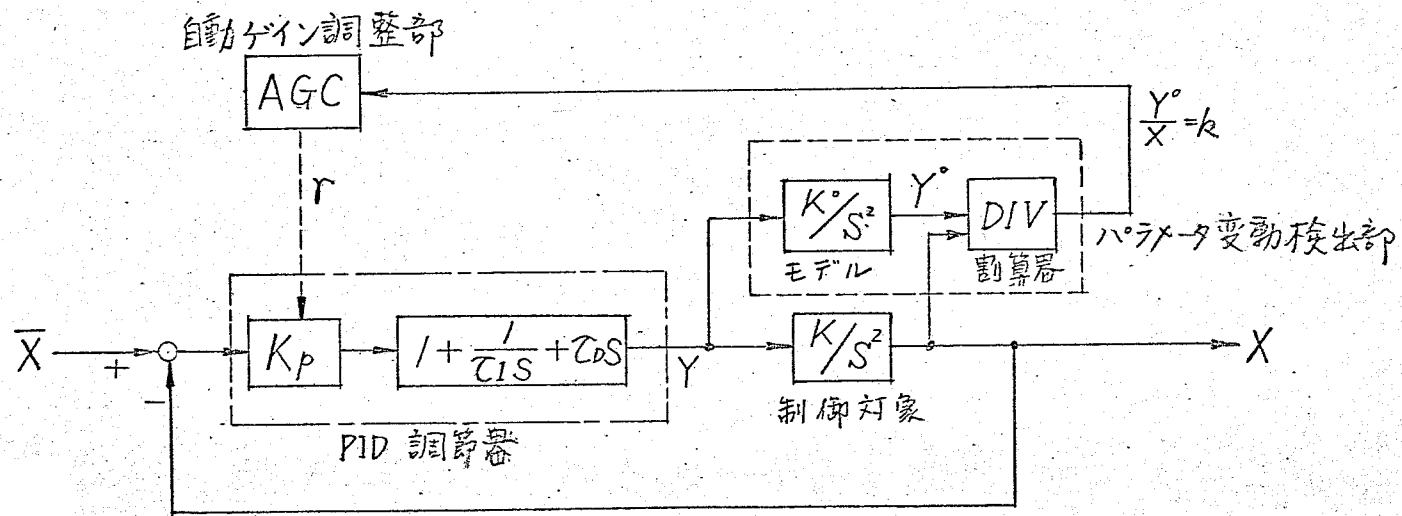 自動ゲイン調整部
AGC
Y°/X=k
r
K°/S²
Y°
DIV
モデル
割算器
パラメータ変動検出部
X̅
+
−
Kp
1+1/τIS+τDS
Y
K/S²
X
制御対象
PID 調節器